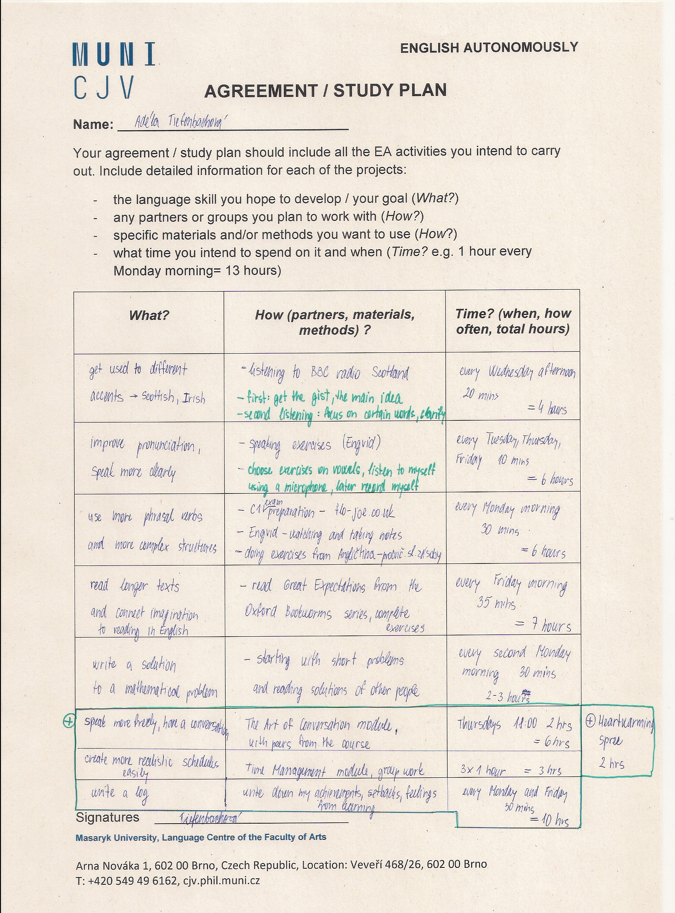 MUNI
CJV
ENGLISH AUTONOMOUSLY
AGREEMENT / STUDY PLAN
Name: Adéla Tiefenbachová
Your agreement / study plan should include all the EA activities you intend to carry
out. Include detailed information for each of the projects:
- the language skill you hope to develop / your goal (What?)
- any partners or groups you plan to work with (How?)
- specific materials and/or methods you want to use (How?)
- what time you intend to spend on it and when (Time? e.g. 1 hour every
Monday morning= 13 hours)
What?
How (partners, materials,
methods) ?
Time? (when, how
often, total hours)
get used to different
accents → Scottish, Irish
- listening to BBC radio Scotland
- first: get the gist, the main idea
- second listening: focus on certain words, clarify
every Wednesday afternoon
20 mins
= 4 hours
improve pronunciation,
speak more clearly
- speaking exercises (Engvid)
- choose exercises on vowels, listen to myself
using a microphone, later record myself
every Tuesday, Thursday,
Friday 10 mins
= 6 hours
use more phrasal verbs
and more complex structures
- C1 exam preparation - flo-joe.co.uk
- Engvid - watching and taking notes
- doing exercises from Angličtina -
every Monday morning
30 mins
= 6 hours
read longer texts
and connect imagination
to reading in English
- read Great Expectations from the
Oxford Bookworms series, complete
exercises
every Friday morning
35 mins
= 7 hours
write a solution
to a mathematical problem
- starting with short problems
and reading solutions of other people
every second Monday
morning 30 mins
2-3 hours
+ speak more freely, have a conversation
The Art of Conversation module,
with pairs from the course
Thursdays 11:00 2 hrs
= 6 hrs
+ Heartwarming
spree
2 hrs
create more realistic schedules
easily
Time Management module, group work
3x1 hour = 3 hrs
write a log
write down my achievements, setbacks, feelings
from learning
every Monday and Friday
30 mins
= 10 hrs
Signatures Tiefenbachová
Masaryk University, Language Centre of the Faculty of Arts
Arna Nováka 1, 602 00 Brno, Czech Republic, Location: Veveří 468/26, 602 00 Brno
T: +420 549 49 6162, cjv.phil.muni.cz